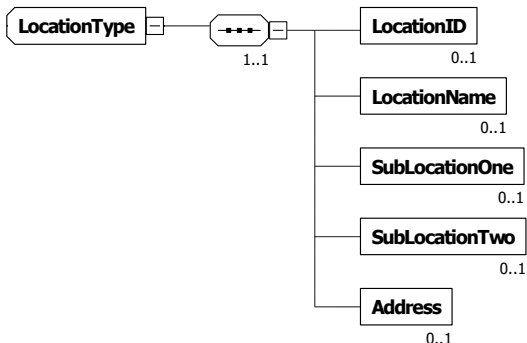 LocationType
1..1
LocationID
0..1
LocationName
0..1
SubLocationOne
0..1
SubLocationTwo
0..1
Address
0..1